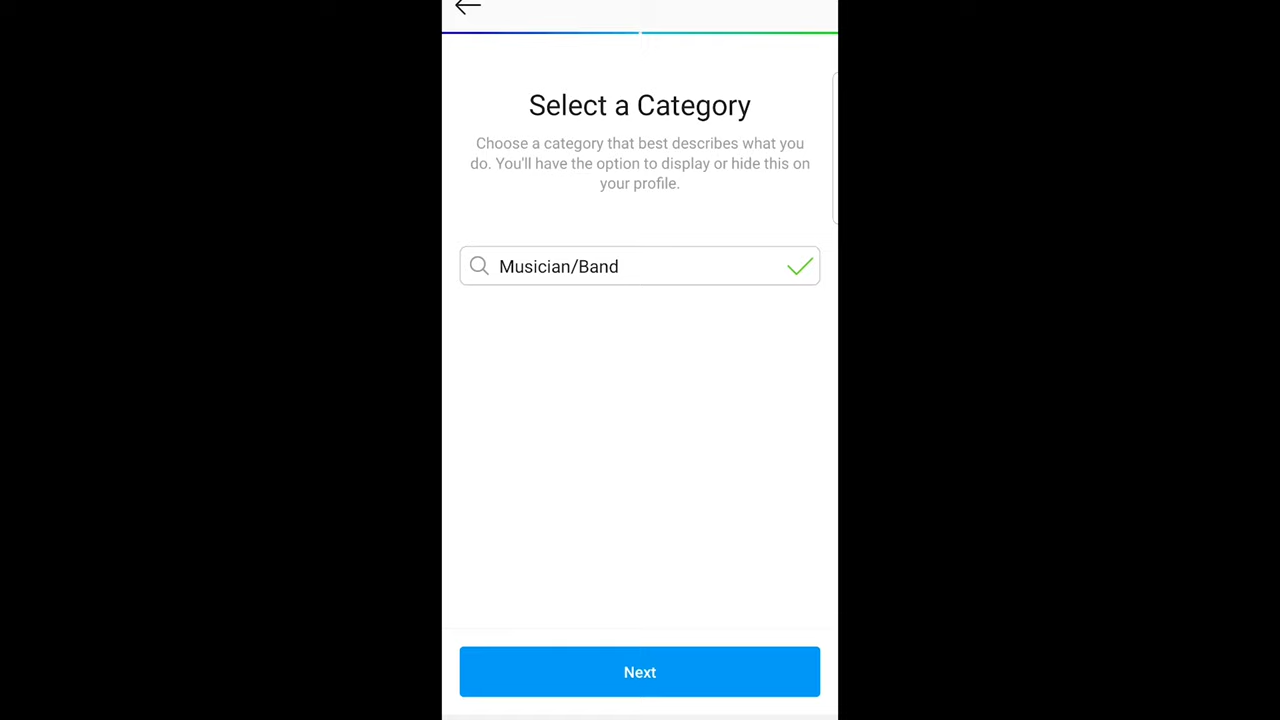 Select a Category
Choose a category that best describes what you
do. You'll have the option to display or hide this on
your profile.
Musician/Band
Next